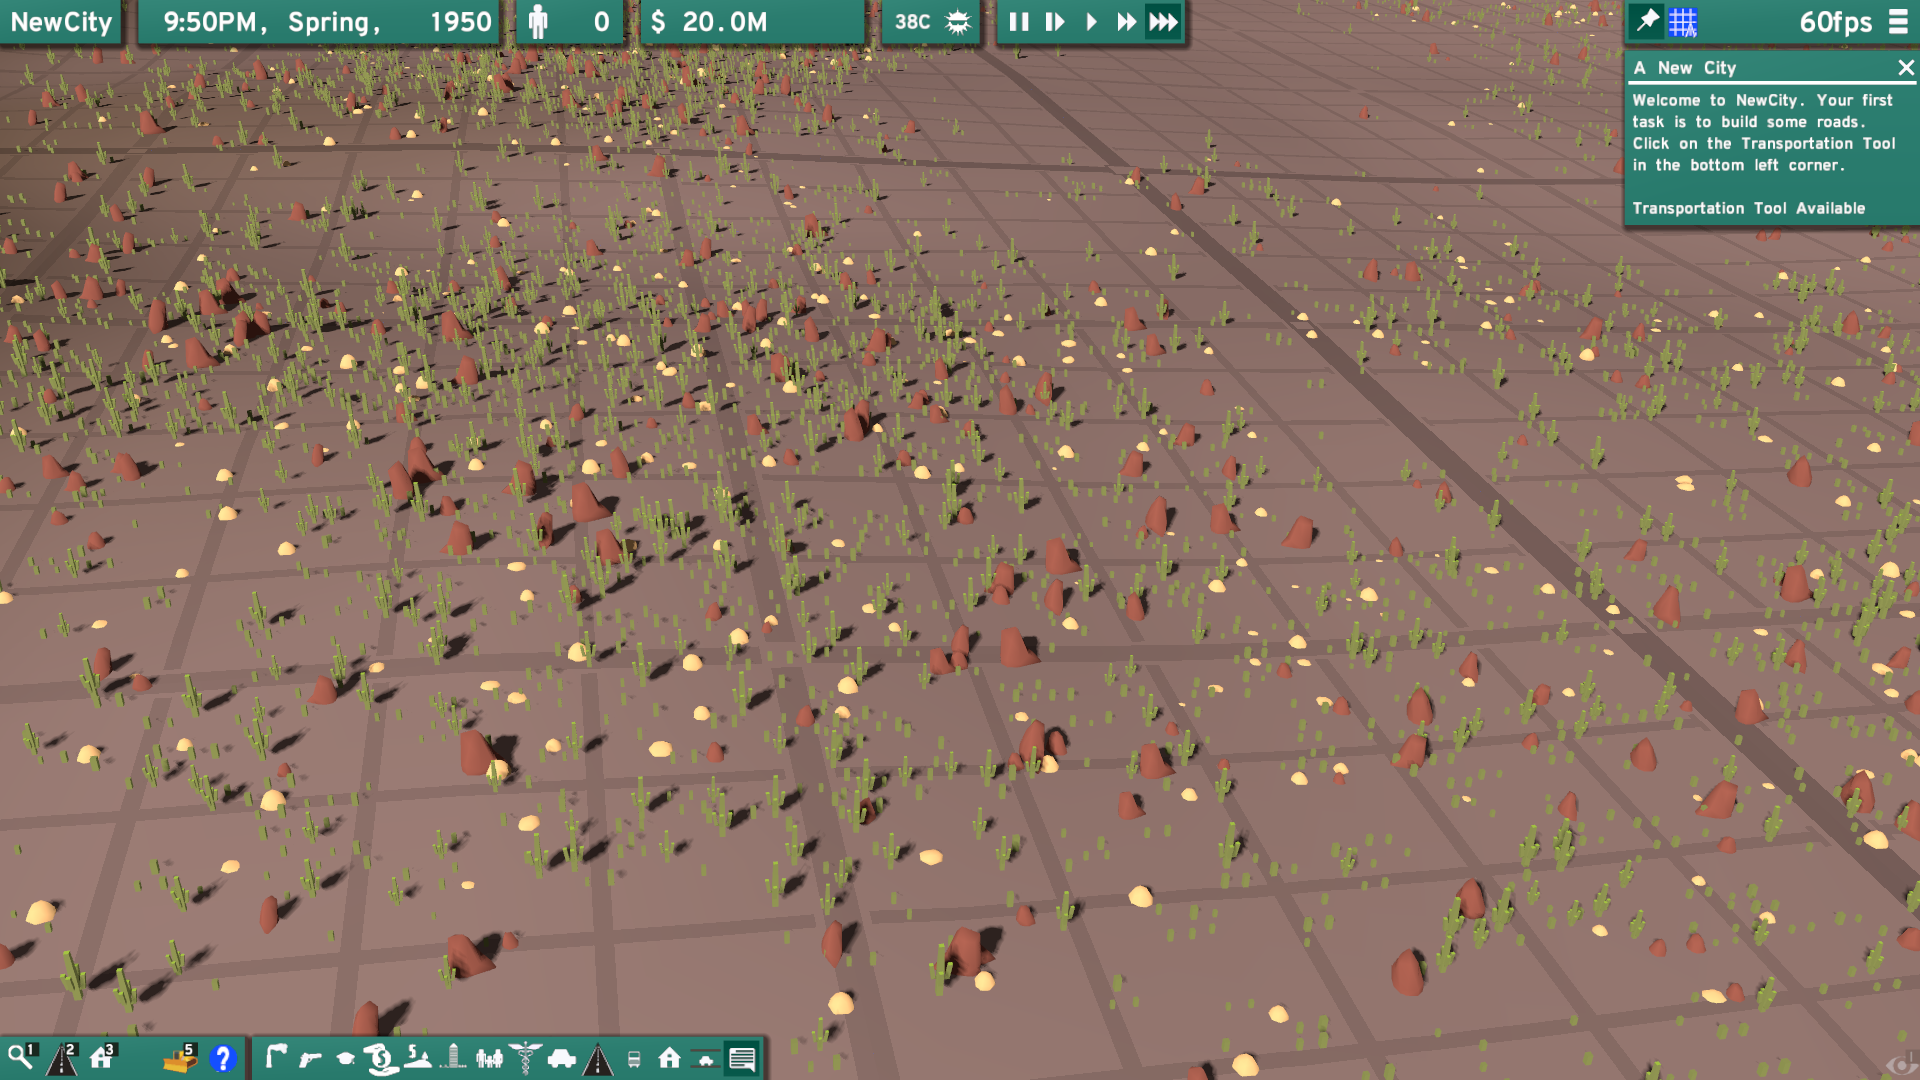 NewCity
9:50PM, Spring, 1950
0
$ 20.0M
38C
60fps
A New City
Welcome to NewCity. Your first
task is to build some roads.
Click on the Transportation Tool
in the bottom left corner.
Transportation Tool Available
1
2
3
5
?